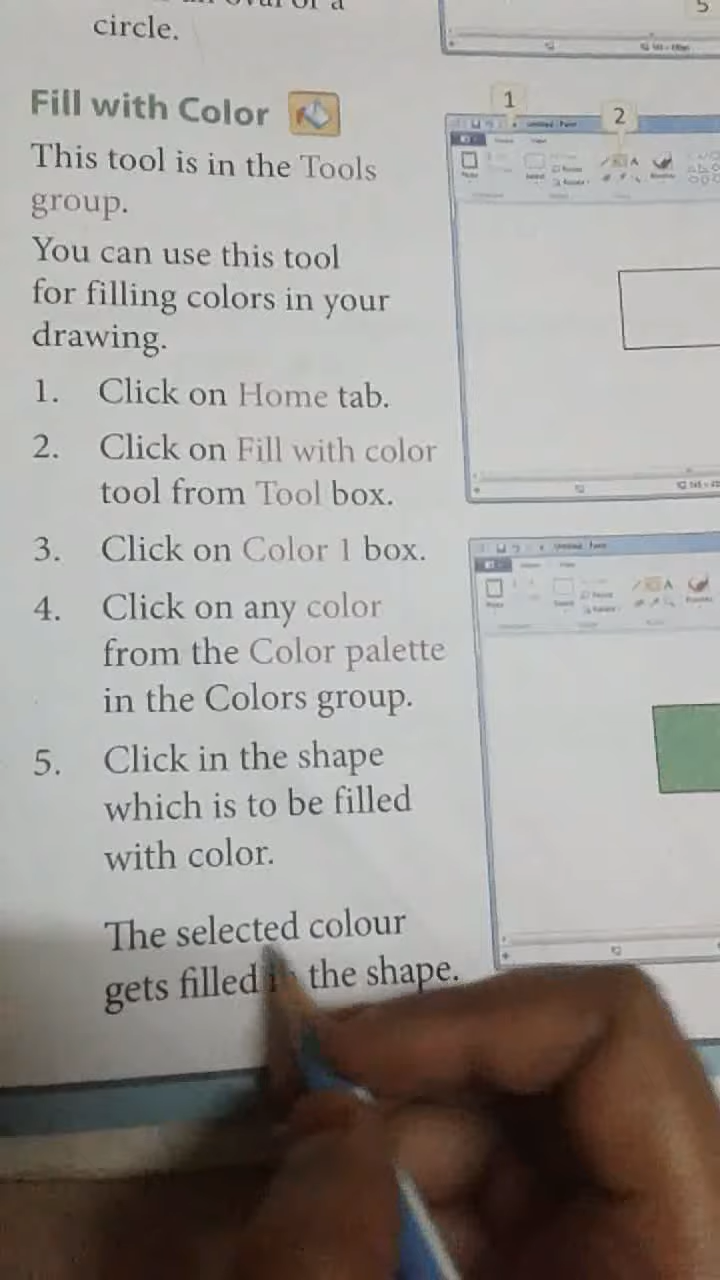 circle.
Fill with Color
This tool is in the Tools
group.
You can use this tool
for filling colors in your
drawing.
1. Click on Home tab.
2. Click on Fill with color
tool from Tool box.
3. Click on Color 1 box.
4. Click on any color
from the Color palette
in the Colors group.
5. Click in the shape
which is to be filled
with color.
The selected colour
gets filled in the shape.
5
1
2